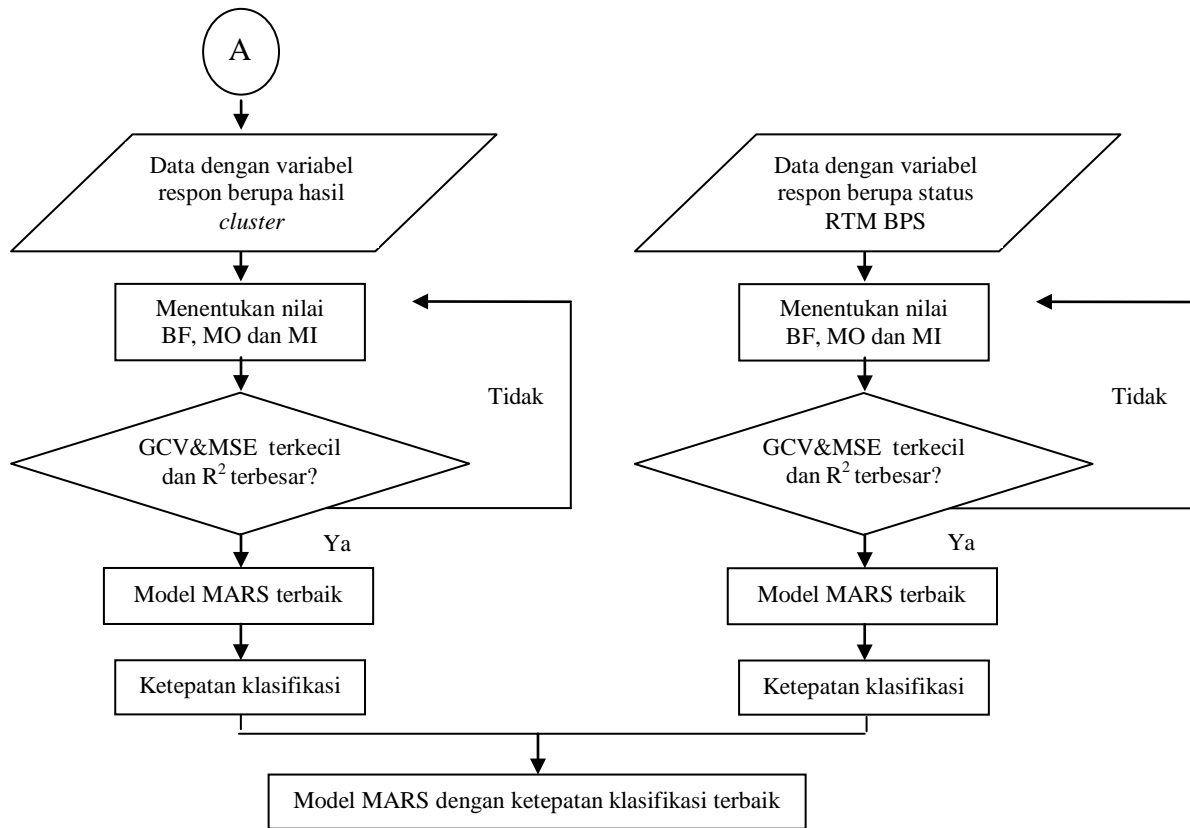 A
Data dengan variabel
respon berupa hasil
cluster
Menentukan nilai
BF, MO dan MI
Tidak
GCV&MSE terkecil
dan R² terbesar?
Ya
Model MARS terbaik
Ketepatan klasifikasi
Data dengan variabel
respon berupa status
RTM BPS
Menentukan nilai
BF, MO dan MI
Tidak
GCV&MSE terkecil
dan R² terbesar?
Ya
Model MARS terbaik
Ketepatan klasifikasi
Model MARS dengan ketepatan klasifikasi terbaik